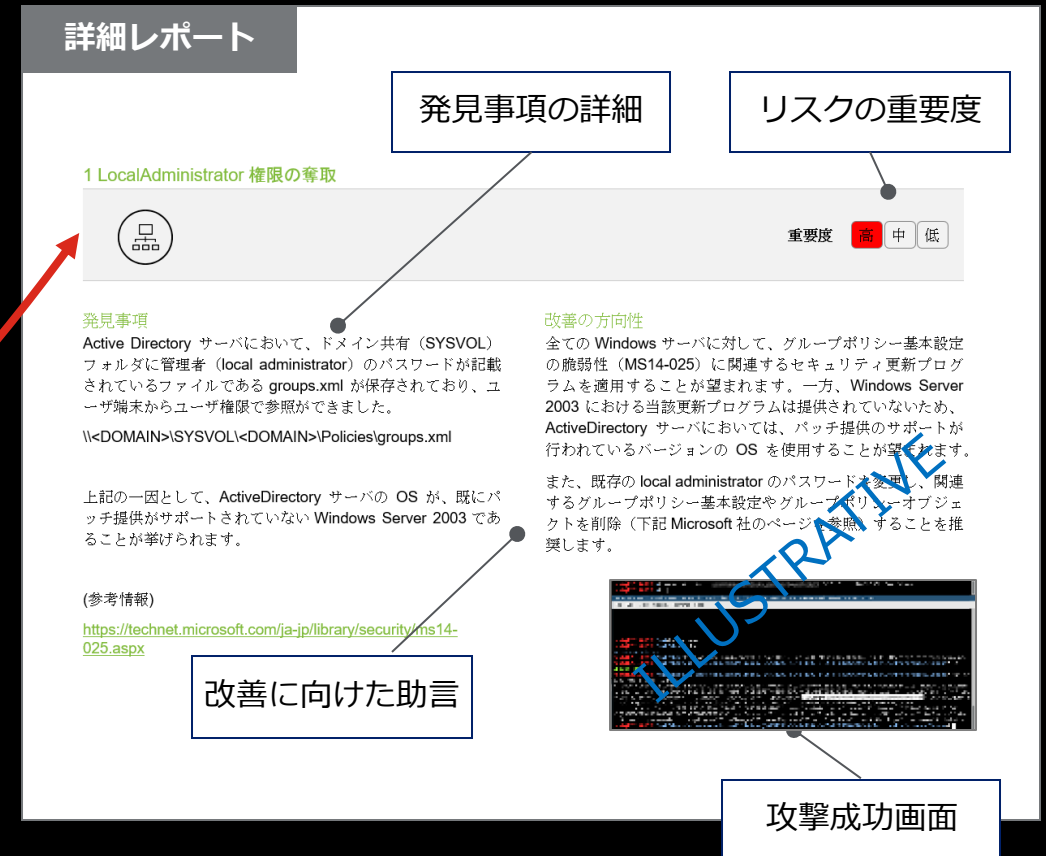 詳細レポート
発見事項の詳細
リスクの重要度
1 LocalAdministrator 権限の奪取
重要度 高 中 低
発見事項
Active Directory サーバにおいて、ドメイン共有（SYSVOL）
フォルダに管理者（local administrator）のパスワードが記載
されているファイルである groups.xml が保存されており、ユ
ーザ端末からユーザ権限で参照ができました。
\\<DOMAIN>\SYSVOL\<DOMAIN>\Policies\groups.xml
上記の一因として、ActiveDirectory サーバの OS が、既にパ
ッチ提供がサポートされていない Windows Server 2003 であ
ることが挙げられます。
(参考情報)
https://technet.microsoft.com/ja-jp/library/security/ms14-
025.aspx
改善の方向性
全ての Windows サーバに対して、グループポリシー基本設定
の脆弱性（MS14-025）に関連するセキュリティ更新プログ
ラムを適用することが望まれます。一方、Windows Server
2003 における当該更新プログラムは提供されていないため、
ActiveDirectory サーバにおいては、パッチ提供のサポートが
行われているバージョンの OS を使用することが望まれます。
また、既存の local administrator のパスワードを変更し、関連
するグループポリシー基本設定やグループポリシーオブジェ
クトを削除（下記 Microsoft 社のページを参照）することを推
奨します。
ILLUSTRATIVE
改善に向けた助言
攻撃成功画面